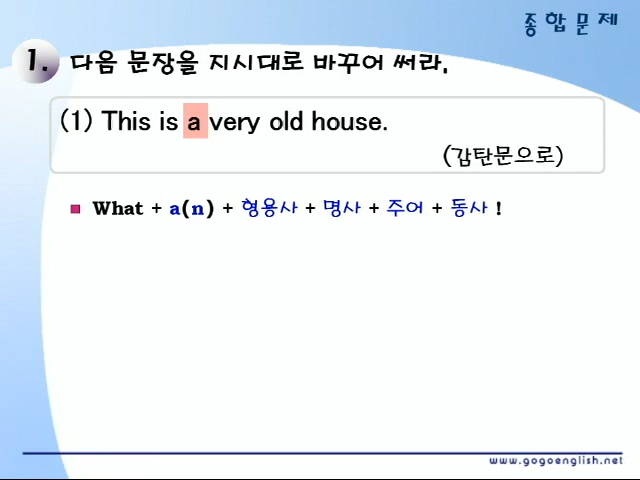 종합문제
1. 다음 문장을 지시대로 바꾸어 써라.
(1) This is a very old house.
(감탄문으로)
What + a(n) + 형용사 + 명사 + 주어 + 동사 !
www.gogoenglish.net